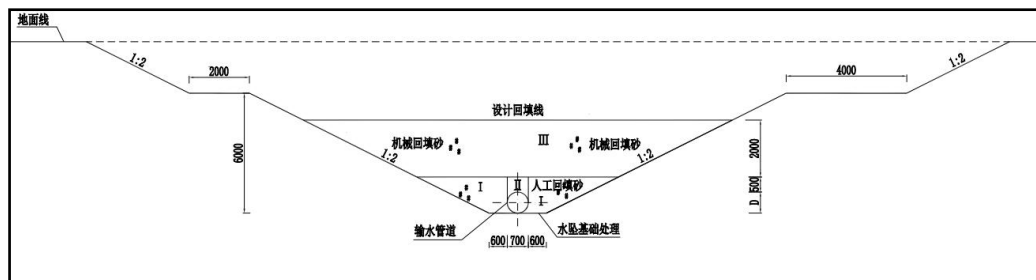 地面线
1:2
1:2
2000
4000
设计回填线
6000
机械回填砂
III
机械回填砂
1:2
1:2
2000
I
II
人工回填砂
I
500
D
输水管道
水坠基础处理
600
700
600